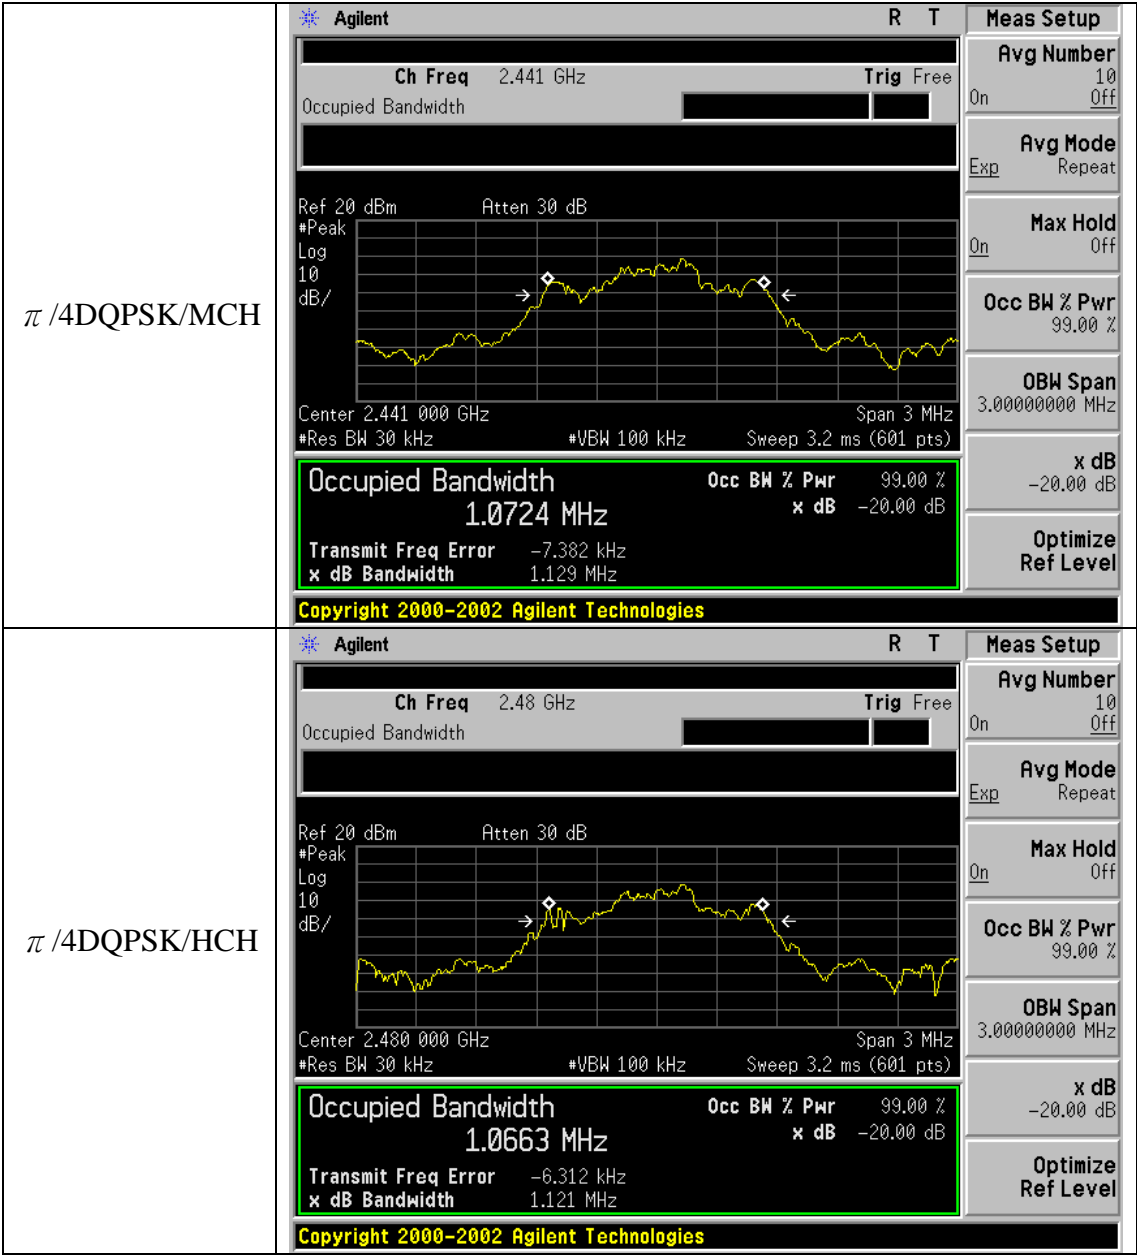 π/4DQPSK/MCH
Agilent R T
Ch Freq 2.441 GHz Trig Free
Occupied Bandwidth
Ref 20 dBm Atten 30 dB
#Peak
Log
10
dB/
Center 2.441 000 GHz Span 3 MHz
#Res BW 30 kHz #VBW 100 kHz Sweep 3.2 ms (601 pts)
Occupied Bandwidth Occ BW % Pwr 99.00 %
1.0724 MHz x dB -20.00 dB
Transmit Freq Error -7.382 kHz
x dB Bandwidth 1.129 MHz
Copyright 2000-2002 Agilent Technologies
Meas Setup
Avg Number
10
On Off
Avg Mode
Exp Repeat
Max Hold
On Off
Occ BW % Pwr
99.00 %
OBW Span
3.00000000 MHz
x dB
-20.00 dB
Optimize
Ref Level
π/4DQPSK/HCH
Agilent R T
Ch Freq 2.48 GHz Trig Free
Occupied Bandwidth
Ref 20 dBm Atten 30 dB
#Peak
Log
10
dB/
Center 2.480 000 GHz Span 3 MHz
#Res BW 30 kHz #VBW 100 kHz Sweep 3.2 ms (601 pts)
Occupied Bandwidth Occ BW % Pwr 99.00 %
1.0663 MHz x dB -20.00 dB
Transmit Freq Error -6.312 kHz
x dB Bandwidth 1.121 MHz
Copyright 2000-2002 Agilent Technologies
Meas Setup
Avg Number
10
On Off
Avg Mode
Exp Repeat
Max Hold
On Off
Occ BW % Pwr
99.00 %
OBW Span
3.00000000 MHz
x dB
-20.00 dB
Optimize
Ref Level